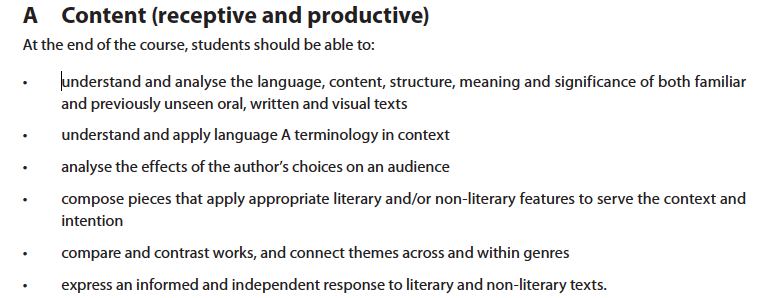 A Content (receptive and productive)
At the end of the course, students should be able to:
• understand and analyse the language, content, structure, meaning and significance of both familiar
and previously unseen oral, written and visual texts
• understand and apply language A terminology in context
• analyse the effects of the author's choices on an audience
• compose pieces that apply appropriate literary and/or non-literary features to serve the context and
intention
• compare and contrast works, and connect themes across and within genres
• express an informed and independent response to literary and non-literary texts.